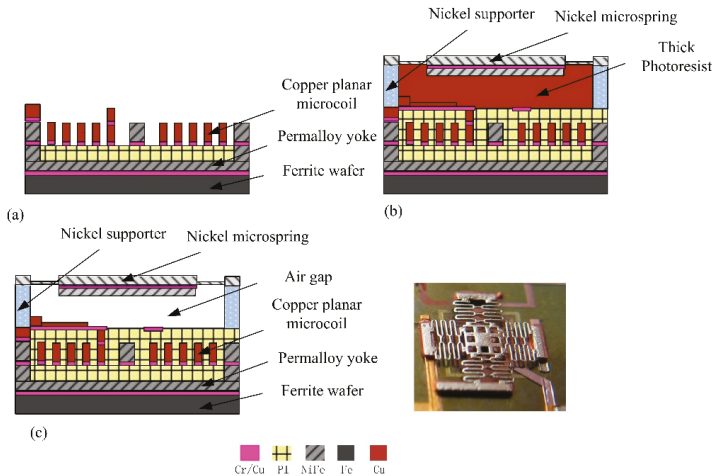 Nickel supporter
Nickel microspring
Thick
Photoresist
Copper planar
microcoil
Permalloy yoke
Ferrite wafer
(a)
(b)
Nickel supporter
Nickel microspring
Air gap
Copper planar
microcoil
Permalloy yoke
Ferrite wafer
(c)
Cr/Cu PI NiFe Fe Cu